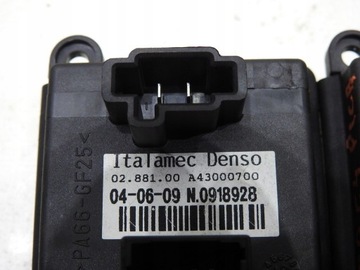 Italamec Denso
02.881.00 A43000700
04-06-09 N.0918928
>PA66-GF25<